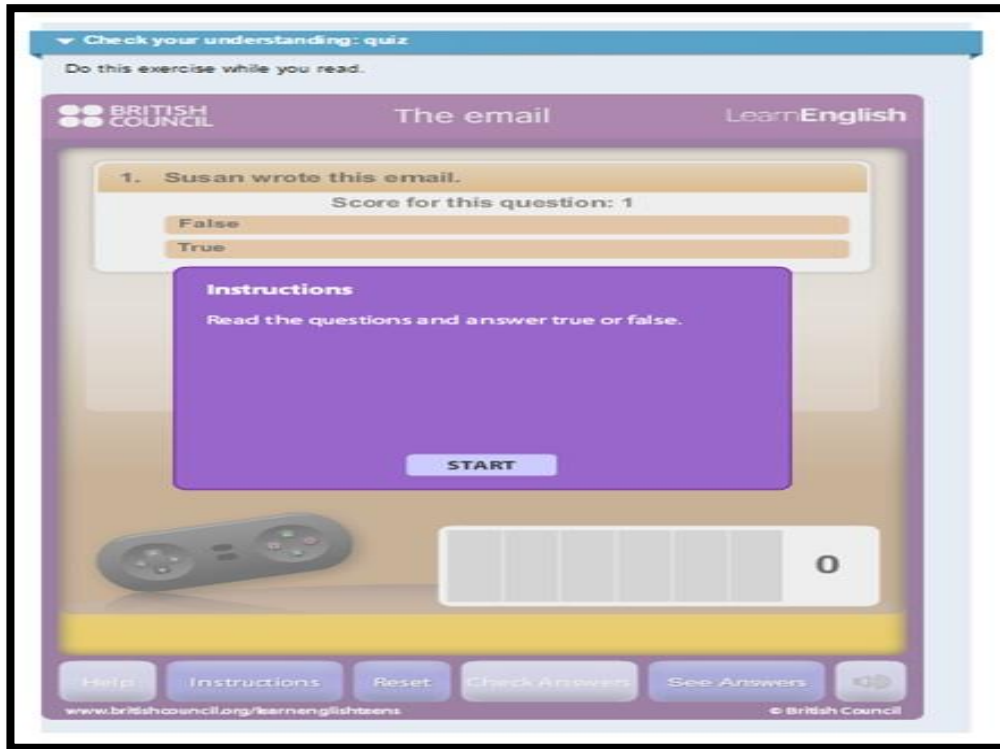 Check your understanding: quiz
Do this exercise while you read.
BRITISH
COUNCIL
The email
LearnEnglish
1. Susan wrote this email.
Score for this question: 1
False
True
Instructions
Read the questions and answer true or false.
START
0
Help Instructions Reset Check Answers See Answers
www.britishcouncil.org/learnenglishteens
© British Council